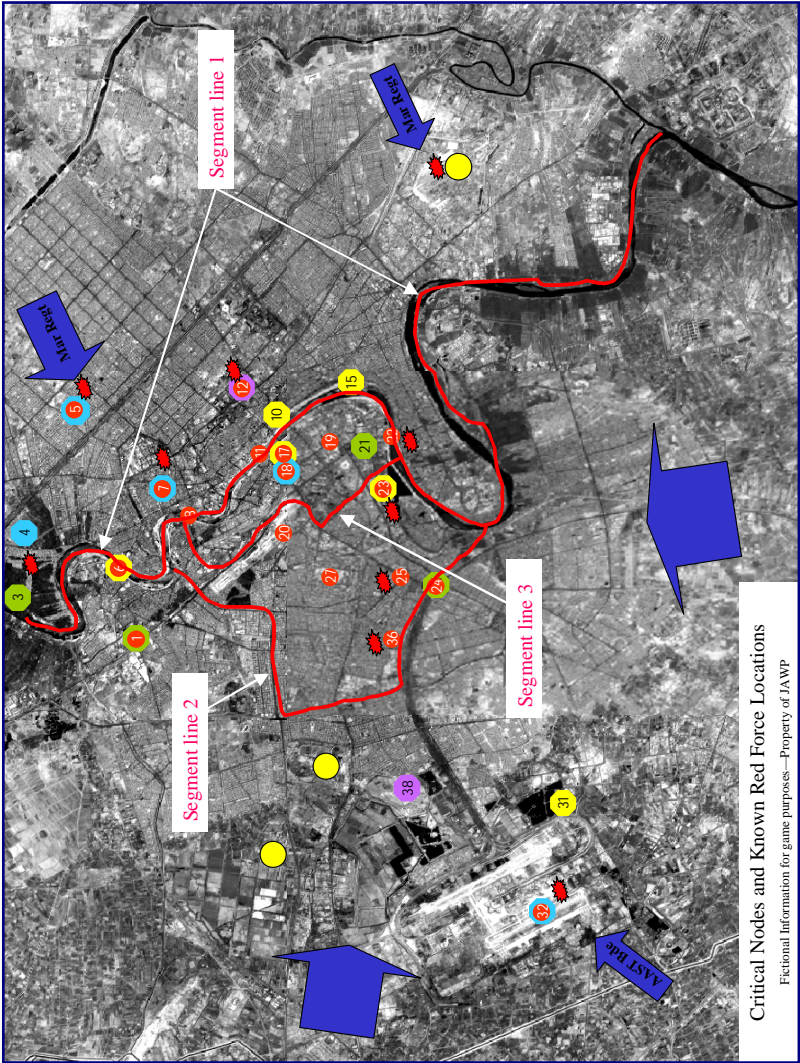 3
4
5
Mar Regt
1
6
7
Segment line 2
Segment line 1
12
11
10
17
18
20
19
27
15
21
23
25
36
Mar Regt
38
24
Segment line 3
32
31
AAST Bde
Critical Nodes and Known Red Force Locations
Fictional Information for game purposes—Property of JAWP